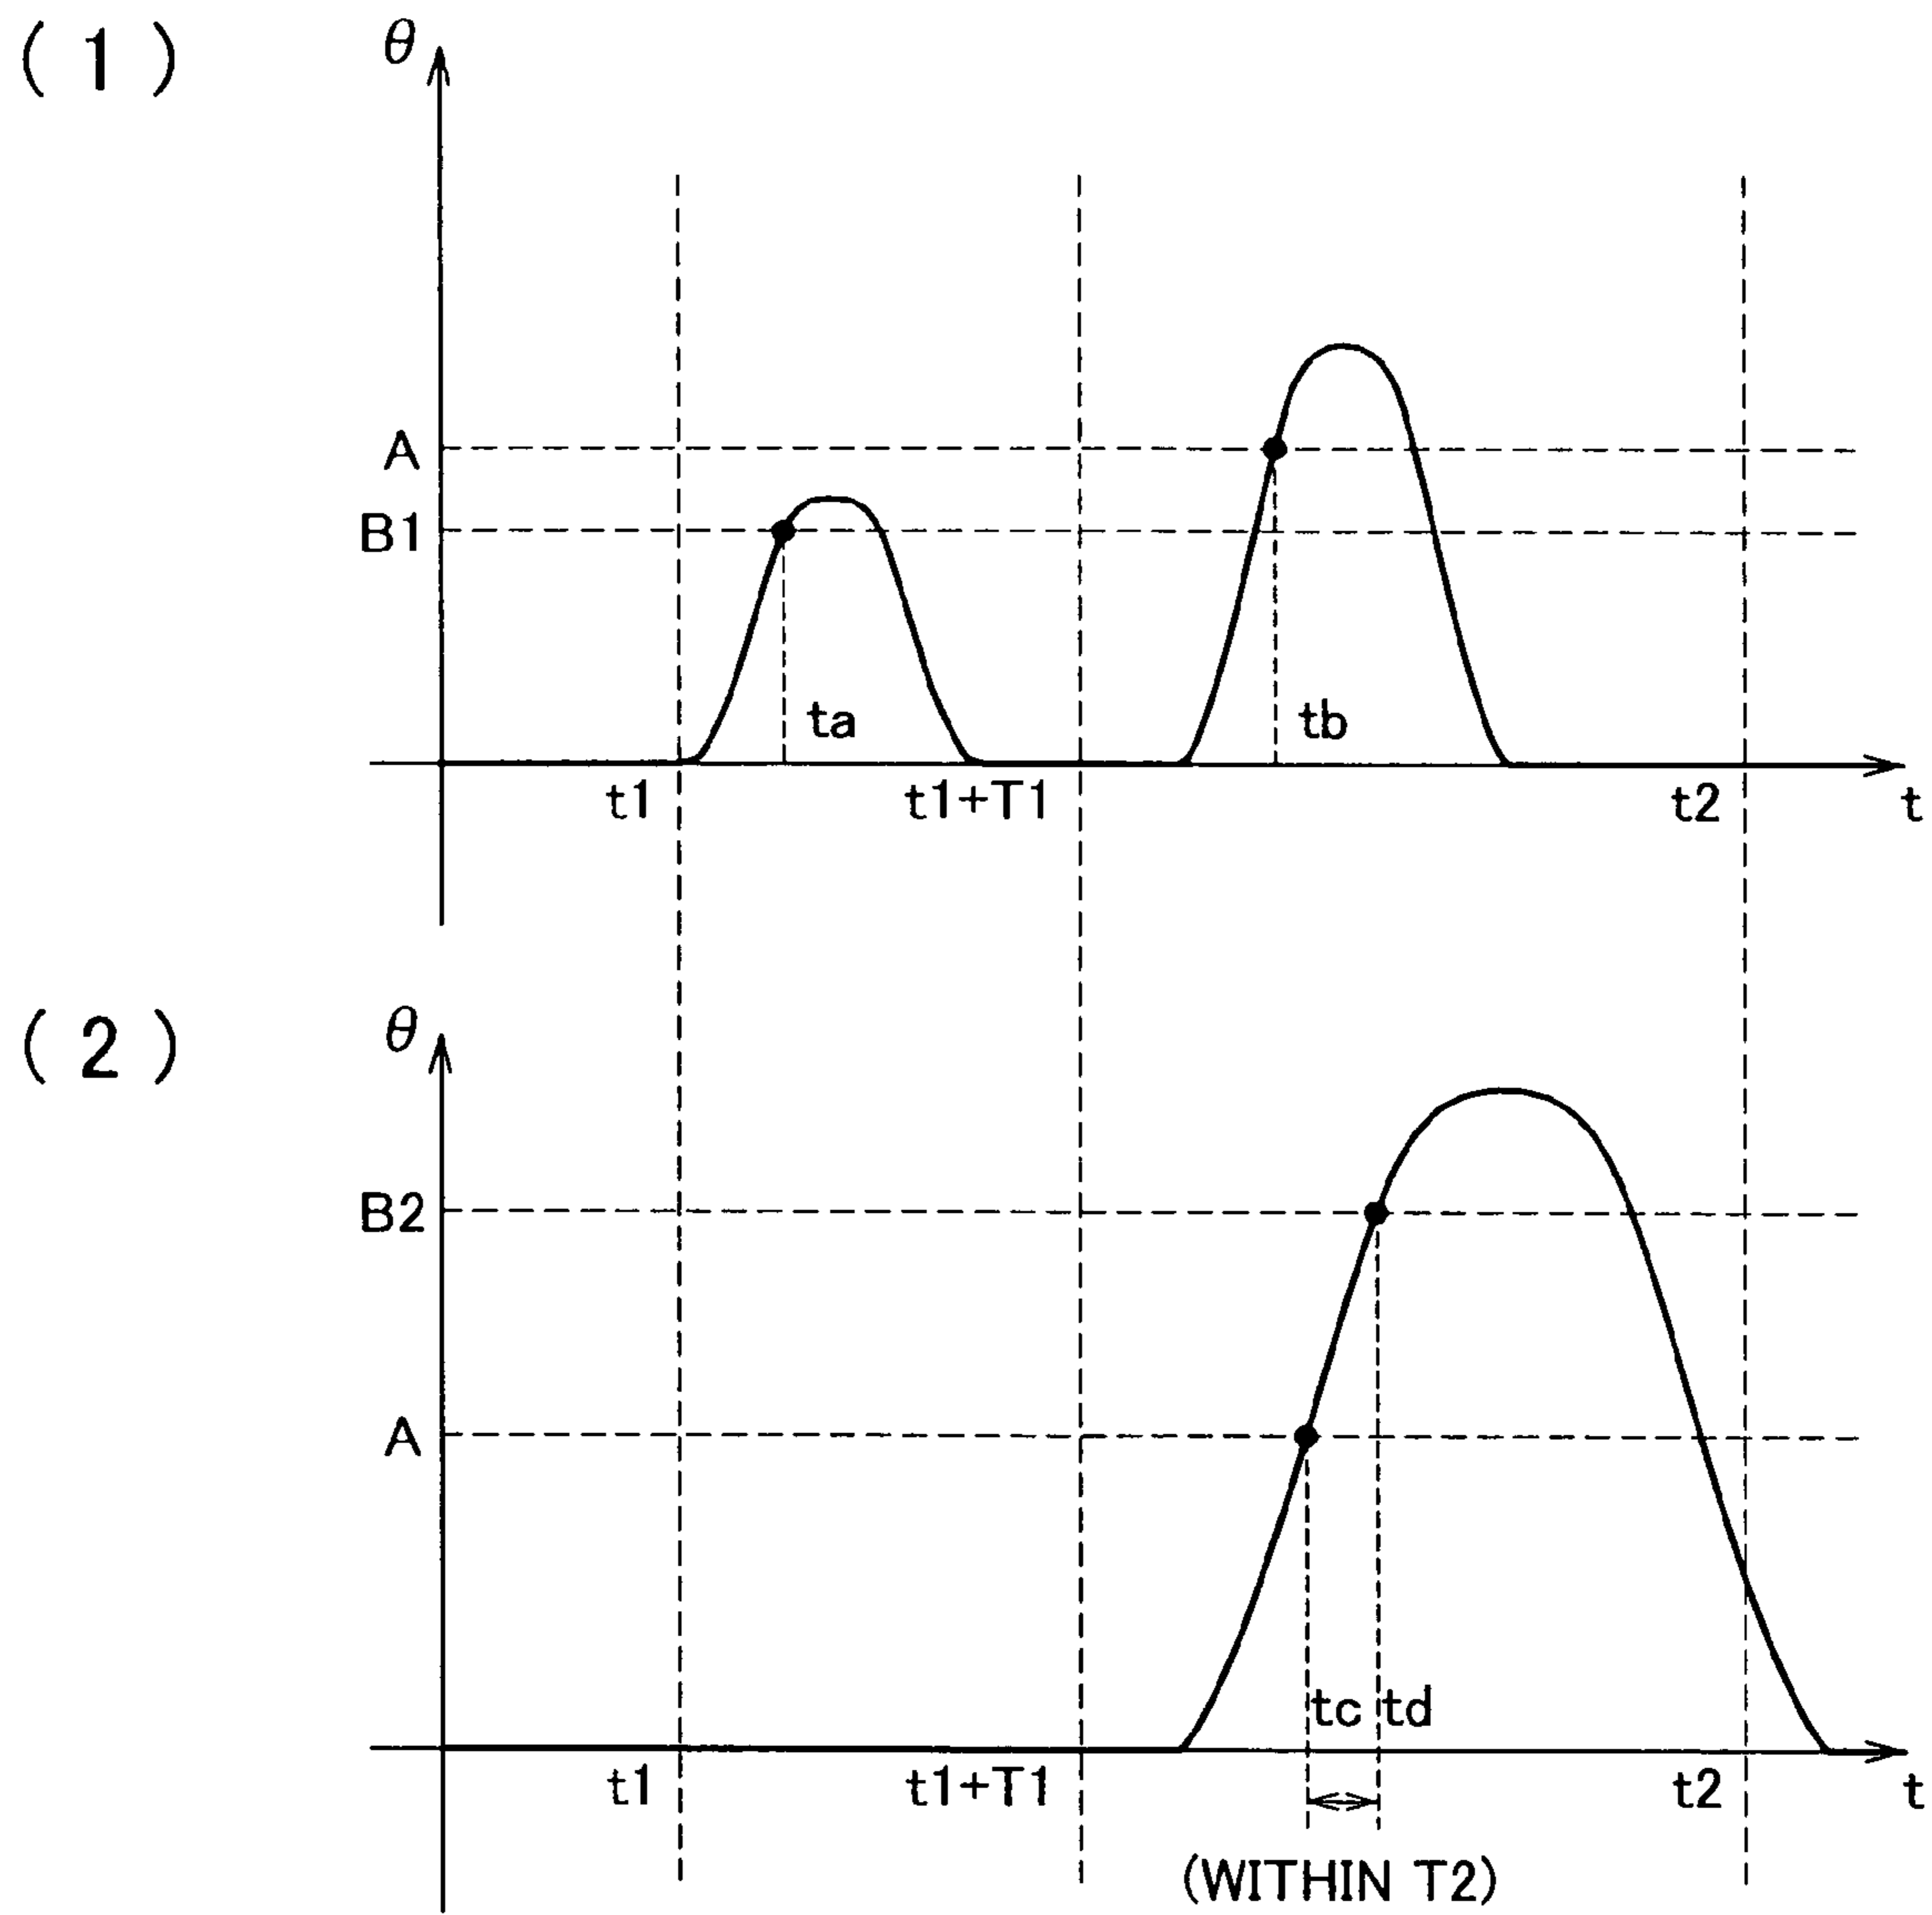 (1)
θ
A
B1
ta
tb
t1
t1+T1
t2
t
(2)
θ
B2
A
tc
td
t1
t1+T1
t2
t
(WITHIN T2)